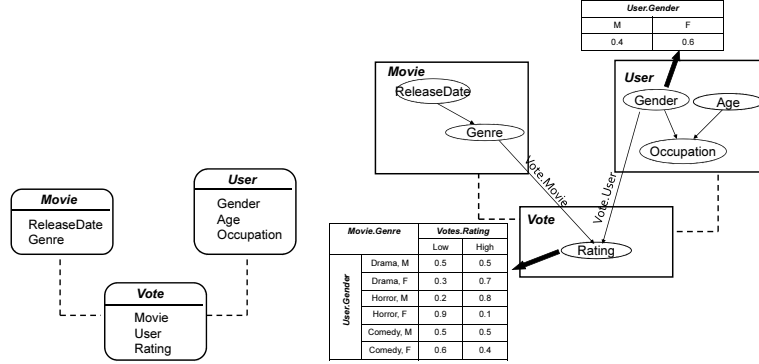 Movie
ReleaseDate
Genre
User
Gender
Age
Occupation
Vote
Movie
User
Rating
User.Gender
M F
0.4 0.6
Movie
ReleaseDate
Genre
User
Gender
Age
Occupation
Vote.Movie
Vote.User
Vote
Rating
Movie.Genre Votes.Rating
Low High
User.Gender
Drama, M 0.5 0.5
Drama, F 0.3 0.7
Horror, M 0.2 0.8
Horror, F 0.9 0.1
Comedy, M 0.5 0.5
Comedy, F 0.6 0.4